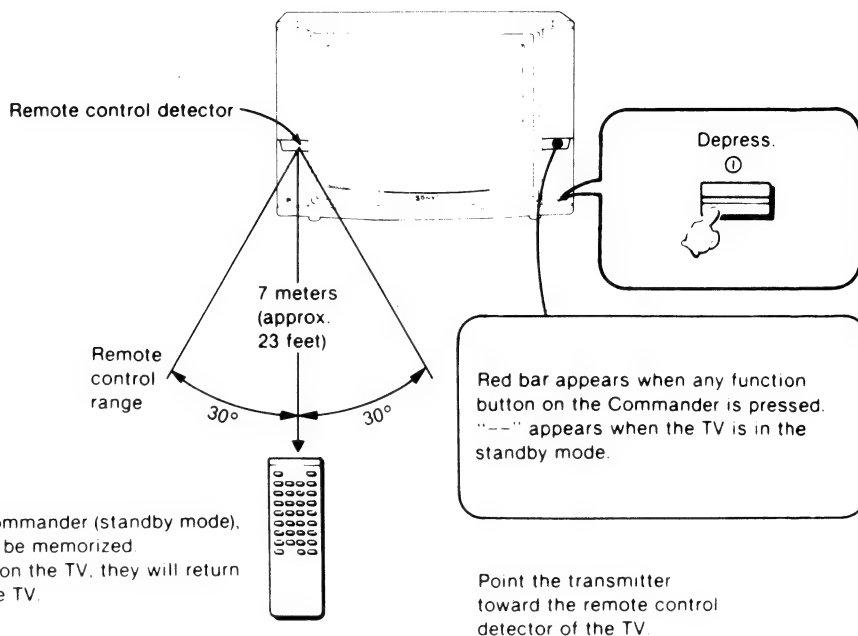 Remote control detector
Depress.
7 meters
(approx.
23 feet)
Remote
control
range
30°
30°
Red bar appears when any function
button on the Commander is pressed.
"--" appears when the TV is in the
standby mode.
ommander (standby mode),
be memorized.
on the TV, they will return
e TV.
Point the transmitter
toward the remote control
detector of the TV.
SONY